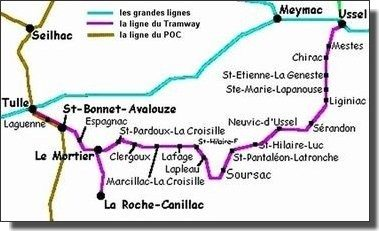 les grandes lignes
la ligne du Tramway
la ligne du POC
Meymac
Ussel
Seilhac
Mestes
Chirac
St-Etienne-La Geneste
Ste-Marie-Lapanouse
Liginiac
Tulle
St-Bonnet-Avalouze
Laguenne
Espagnac
Neuvic-d'Ussel
Sérandon
St-Pardoux-La Croisille
St-Hilaire-F
St-Hilaire-Luc
Le Mortier
Clergoux
Lafage
St-Pantaléon-Latronche
Lapleau
Marcillac-La Croisille
Soursac
La Roche-Canillac